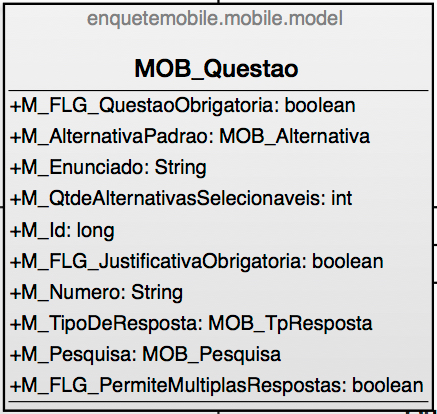 enquetemobile.mobile.model
MOB_Questao
+M_FLG_QuestaoObrigatoria: boolean
+M_AlternativaPadrao: MOB_Alternativa
+M_Enunciado: String
+M_QtdeAlternativasSelecionaveis: int
+M_Id: long
+M_FLG_JustificativaObrigatoria: boolean
+M_Numero: String
+M_TipoDeResposta: MOB_TpResposta
+M_Pesquisa: MOB_Pesquisa
+M_FLG_PermiteMultiplasRespostas: boolean